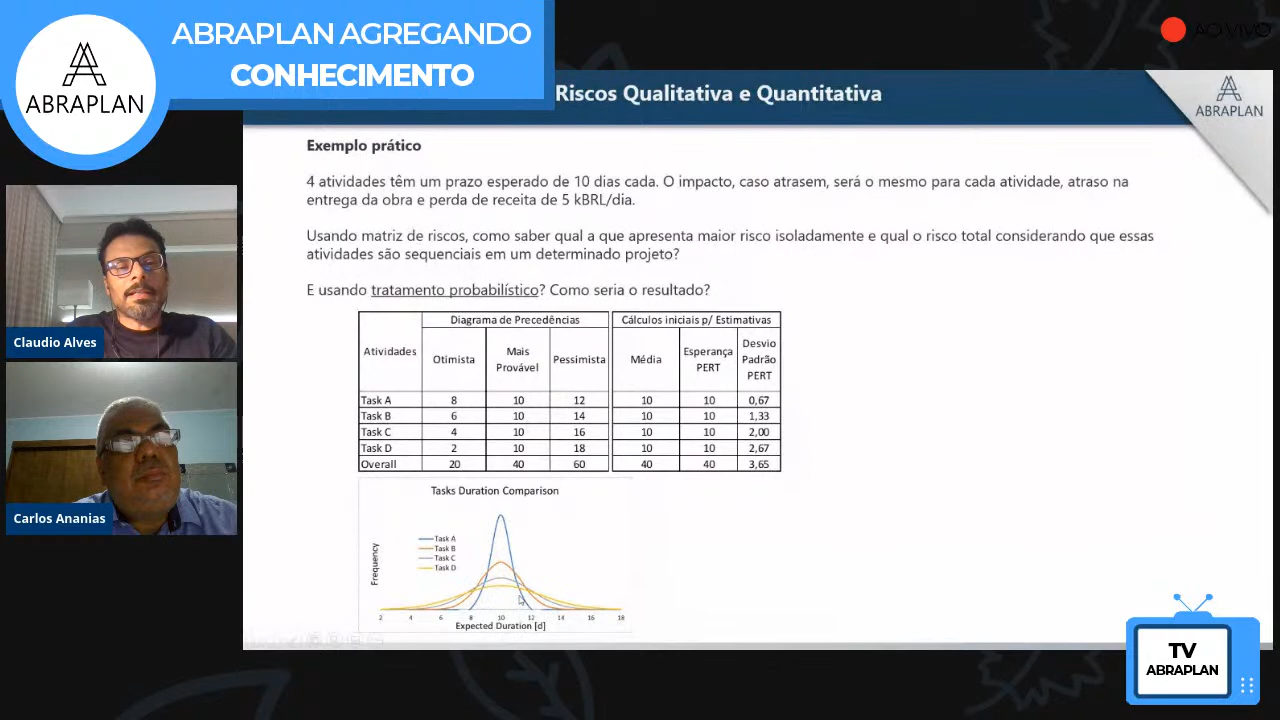 ABRAPLAN AGREGANDO
CONHECIMENTO
ABRAPLAN
AO VIVO
Riscos Qualitativa e Quantitativa
ABRAPLAN
Exemplo prático
4 atividades têm um prazo esperado de 10 dias cada. O impacto, caso atrasem, será o mesmo para cada atividade, atraso na
entrega da obra e perda de receita de 5 kBRL/dia.
Usando matriz de riscos, como saber qual a que apresenta maior risco isoladamente e qual o risco total considerando que essas
atividades são sequenciais em um determinado projeto?
E usando tratamento probabilístico? Como seria o resultado?
Atividades Diagrama de Precedências Cálculos iniciais p/ Estimativas
Otimista Mais Provável Pessimista Média Esperança PERT Desvio Padrão PERT
Task A 8 10 12 10 10 0,67
Task B 6 10 14 10 10 1,33
Task C 4 10 16 10 10 2,00
Task D 2 10 18 10 10 2,67
Overall 20 40 60 40 40 3,65
Tasks Duration Comparison
Frequency
Task A
Task B
Task C
Task D
2 4 6 8 10 12 14 16 18
Expected Duration [d]
Claudio Alves
Carlos Ananias
TV
ABRAPLAN